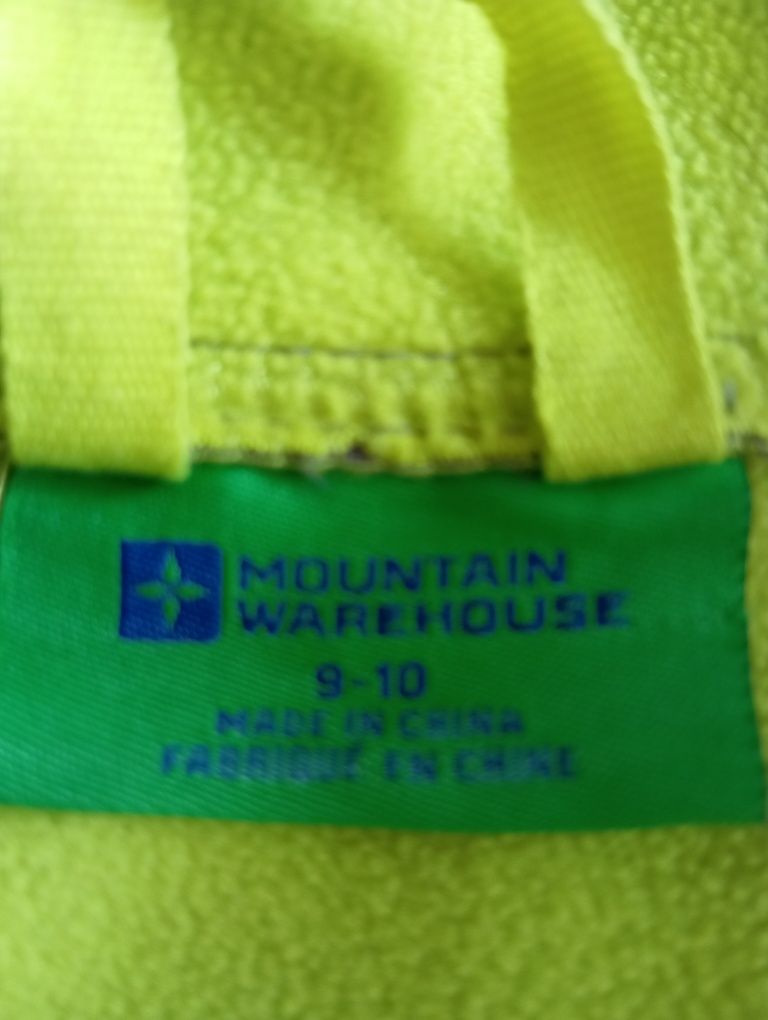 MOUNTAIN
WAREHOUSE
9-10
MADE IN CHINA
FABRIQUÉ EN CHINE